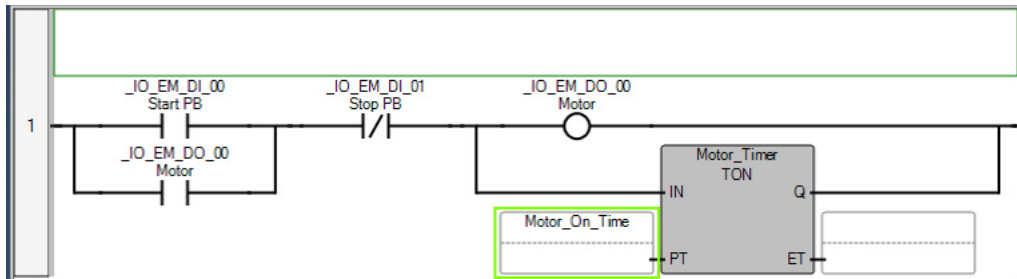 _IO_EM_DI_00
Start PB
_IO_EM_DI_01
Stop PB
_IO_EM_DO_00
Motor
1
_IO_EM_DO_00
Motor
Motor_Timer
TON
IN
Q
Motor_On_Time
PT
ET